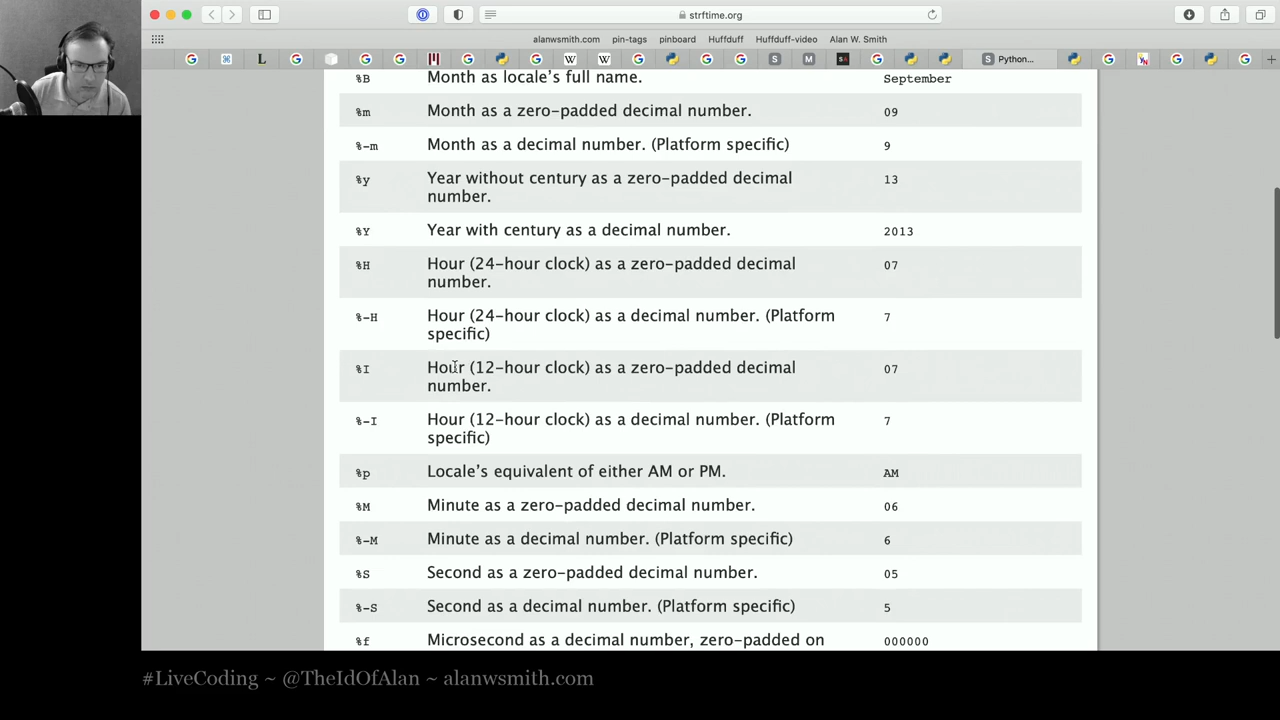 strftime.org
alanwsmith.com pin-tags pinboard Huffduff Huffduff-video Alan W. Smith
Python...
%B Month as locale's full name. September
%m Month as a zero-padded decimal number. 09
%-m Month as a decimal number. (Platform specific) 9
%y Year without century as a zero-padded decimal 13
number.
%Y Year with century as a decimal number. 2013
%H Hour (24-hour clock) as a zero-padded decimal 07
number.
%-H Hour (24-hour clock) as a decimal number. (Platform 7
specific)
%I Hour (12-hour clock) as a zero-padded decimal 07
number.
%-I Hour (12-hour clock) as a decimal number. (Platform 7
specific)
%p Locale's equivalent of either AM or PM. AM
%M Minute as a zero-padded decimal number. 06
%-M Minute as a decimal number. (Platform specific) 6
%S Second as a zero-padded decimal number. 05
%-S Second as a decimal number. (Platform specific) 5
%f Microsecond as a decimal number, zero-padded on 000000
#LiveCoding ~ @TheIdOfAlan ~ alanwsmith.com